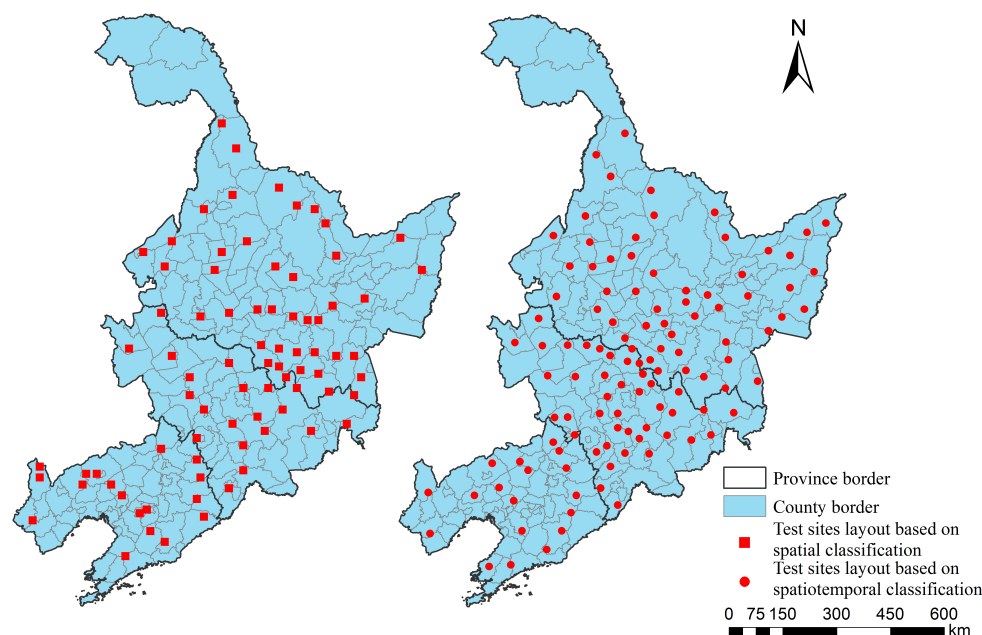 N
Province border
County border
Test sites layout based on
spatial classification
Test sites layout based on
spatiotemporal classification
0 75 150 300 450 600
km